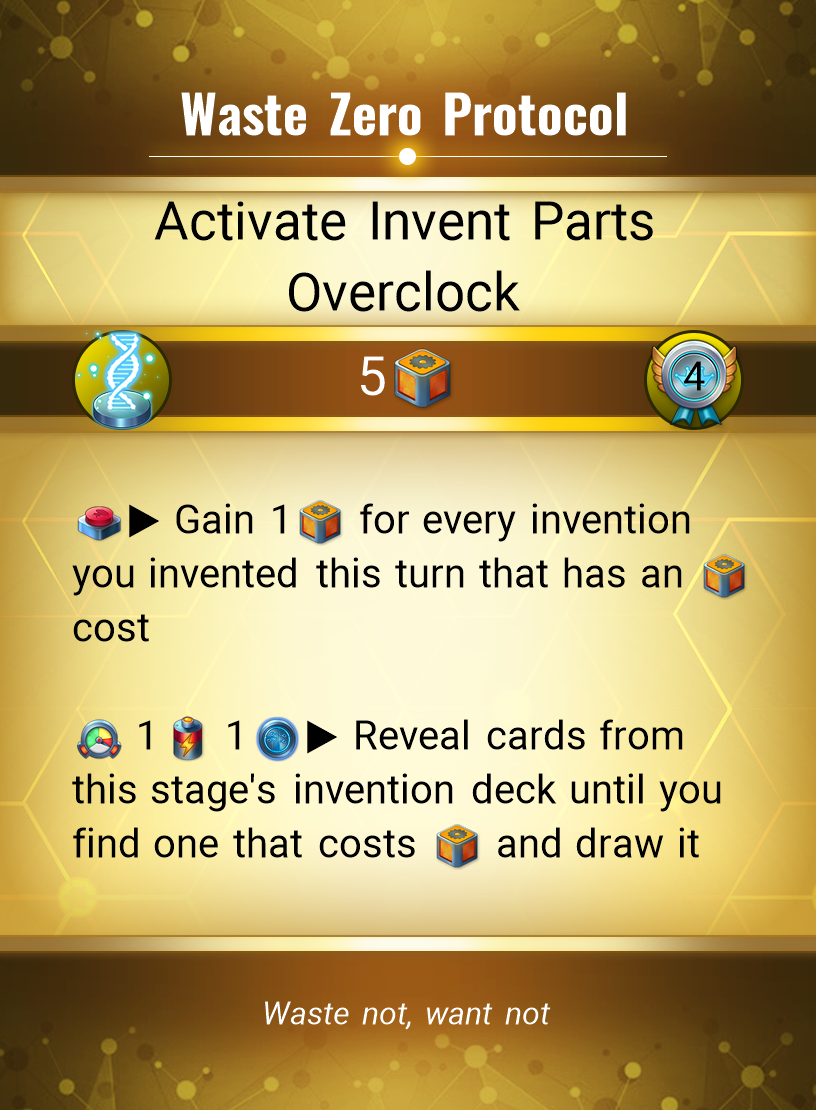 Waste Zero Protocol
Activate Invent Parts
Overclock
5
4
Gain 1 for every invention
you invented this turn that has an
cost
1 1 Reveal cards from
this stage's invention deck until you
find one that costs and draw it
Waste not, want not